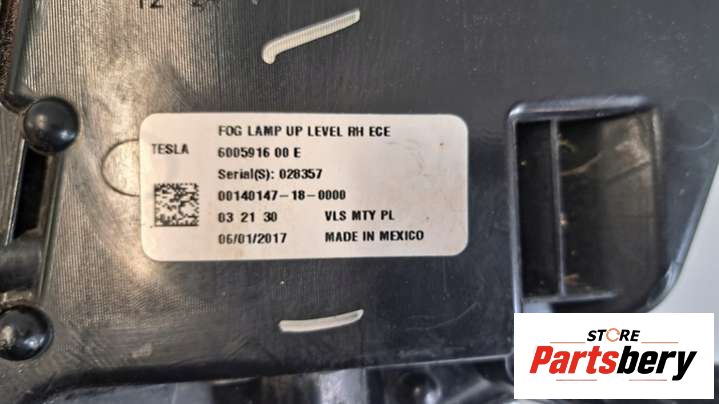 FOG LAMP UP LEVEL RH ECE
TESLA 6005916 00 E
Serial(S): 028357
00140147-18-0000
03 21 30 VLS MTY PL
06/01/2017 MADE IN MEXICO
STORE
Partsbery